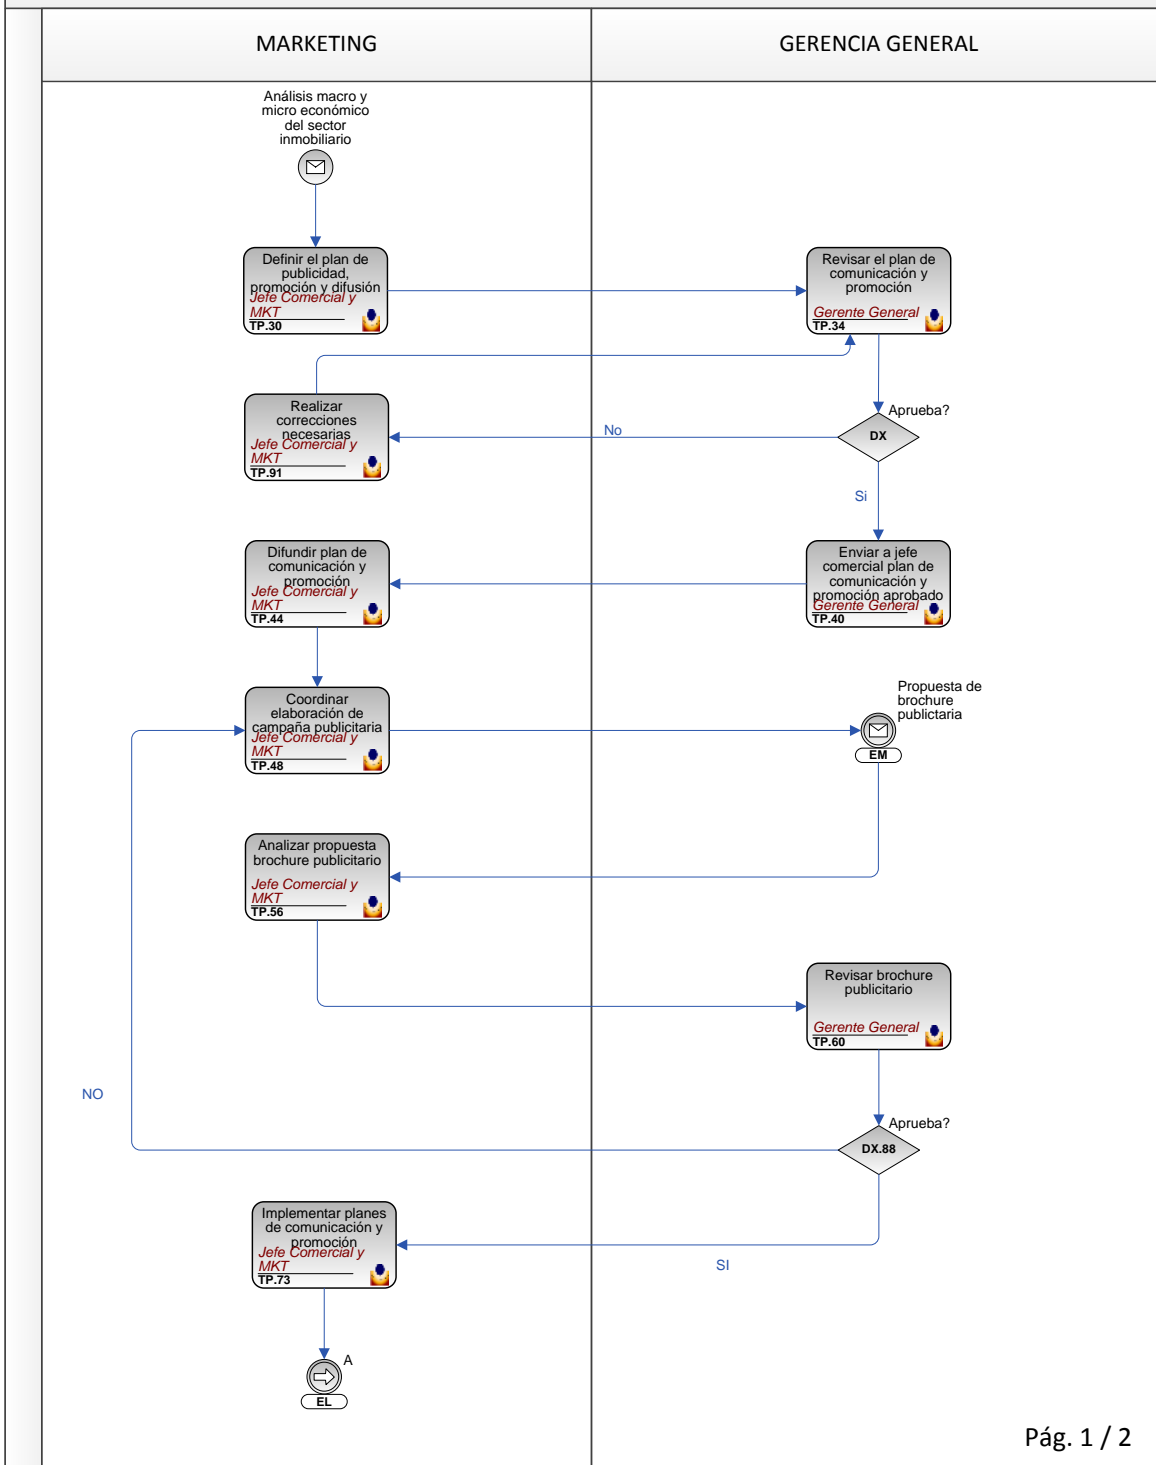 MARKETING
GERENCIA GENERAL
Análisis macro y
micro económico
del sector
inmobiliario
Definir el plan de
publicidad,
promoción y difusión
Jefe Comercial y
MKT
TP.30
Revisar el plan de
comunicación y
promoción
Gerente General
TP.34
Realizar
correcciones
necesarias
Jefe Comercial y
MKT
TP.91
No
Aprueba?
DX
Si
Difundir plan de
comunicación y
promoción
Jefe Comercial y
MKT
TP.44
Enviar a jefe
comercial plan de
comunicación y
promoción aprobado
Gerente General
TP.40
Coordinar
elaboración de
campaña publicitaria
Jefe Comercial y
MKT
TP.48
Propuesta de
brochure
publictaria
EM
Analizar propuesta
brochure publicitario
Jefe Comercial y
MKT
TP.56
Revisar brochure
publicitario
Gerente General
TP.60
NO
Aprueba?
DX.88
Implementar planes
de comunicación y
promoción
Jefe Comercial y
MKT
TP.73
SI
A
EL
Pág. 1 / 2